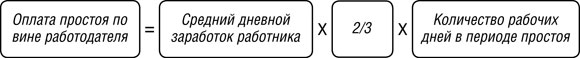 Оплата простоя по вине работодателя = Средний дневной заработок работника X 2/3 X Количество рабочих дней в периоде простоя